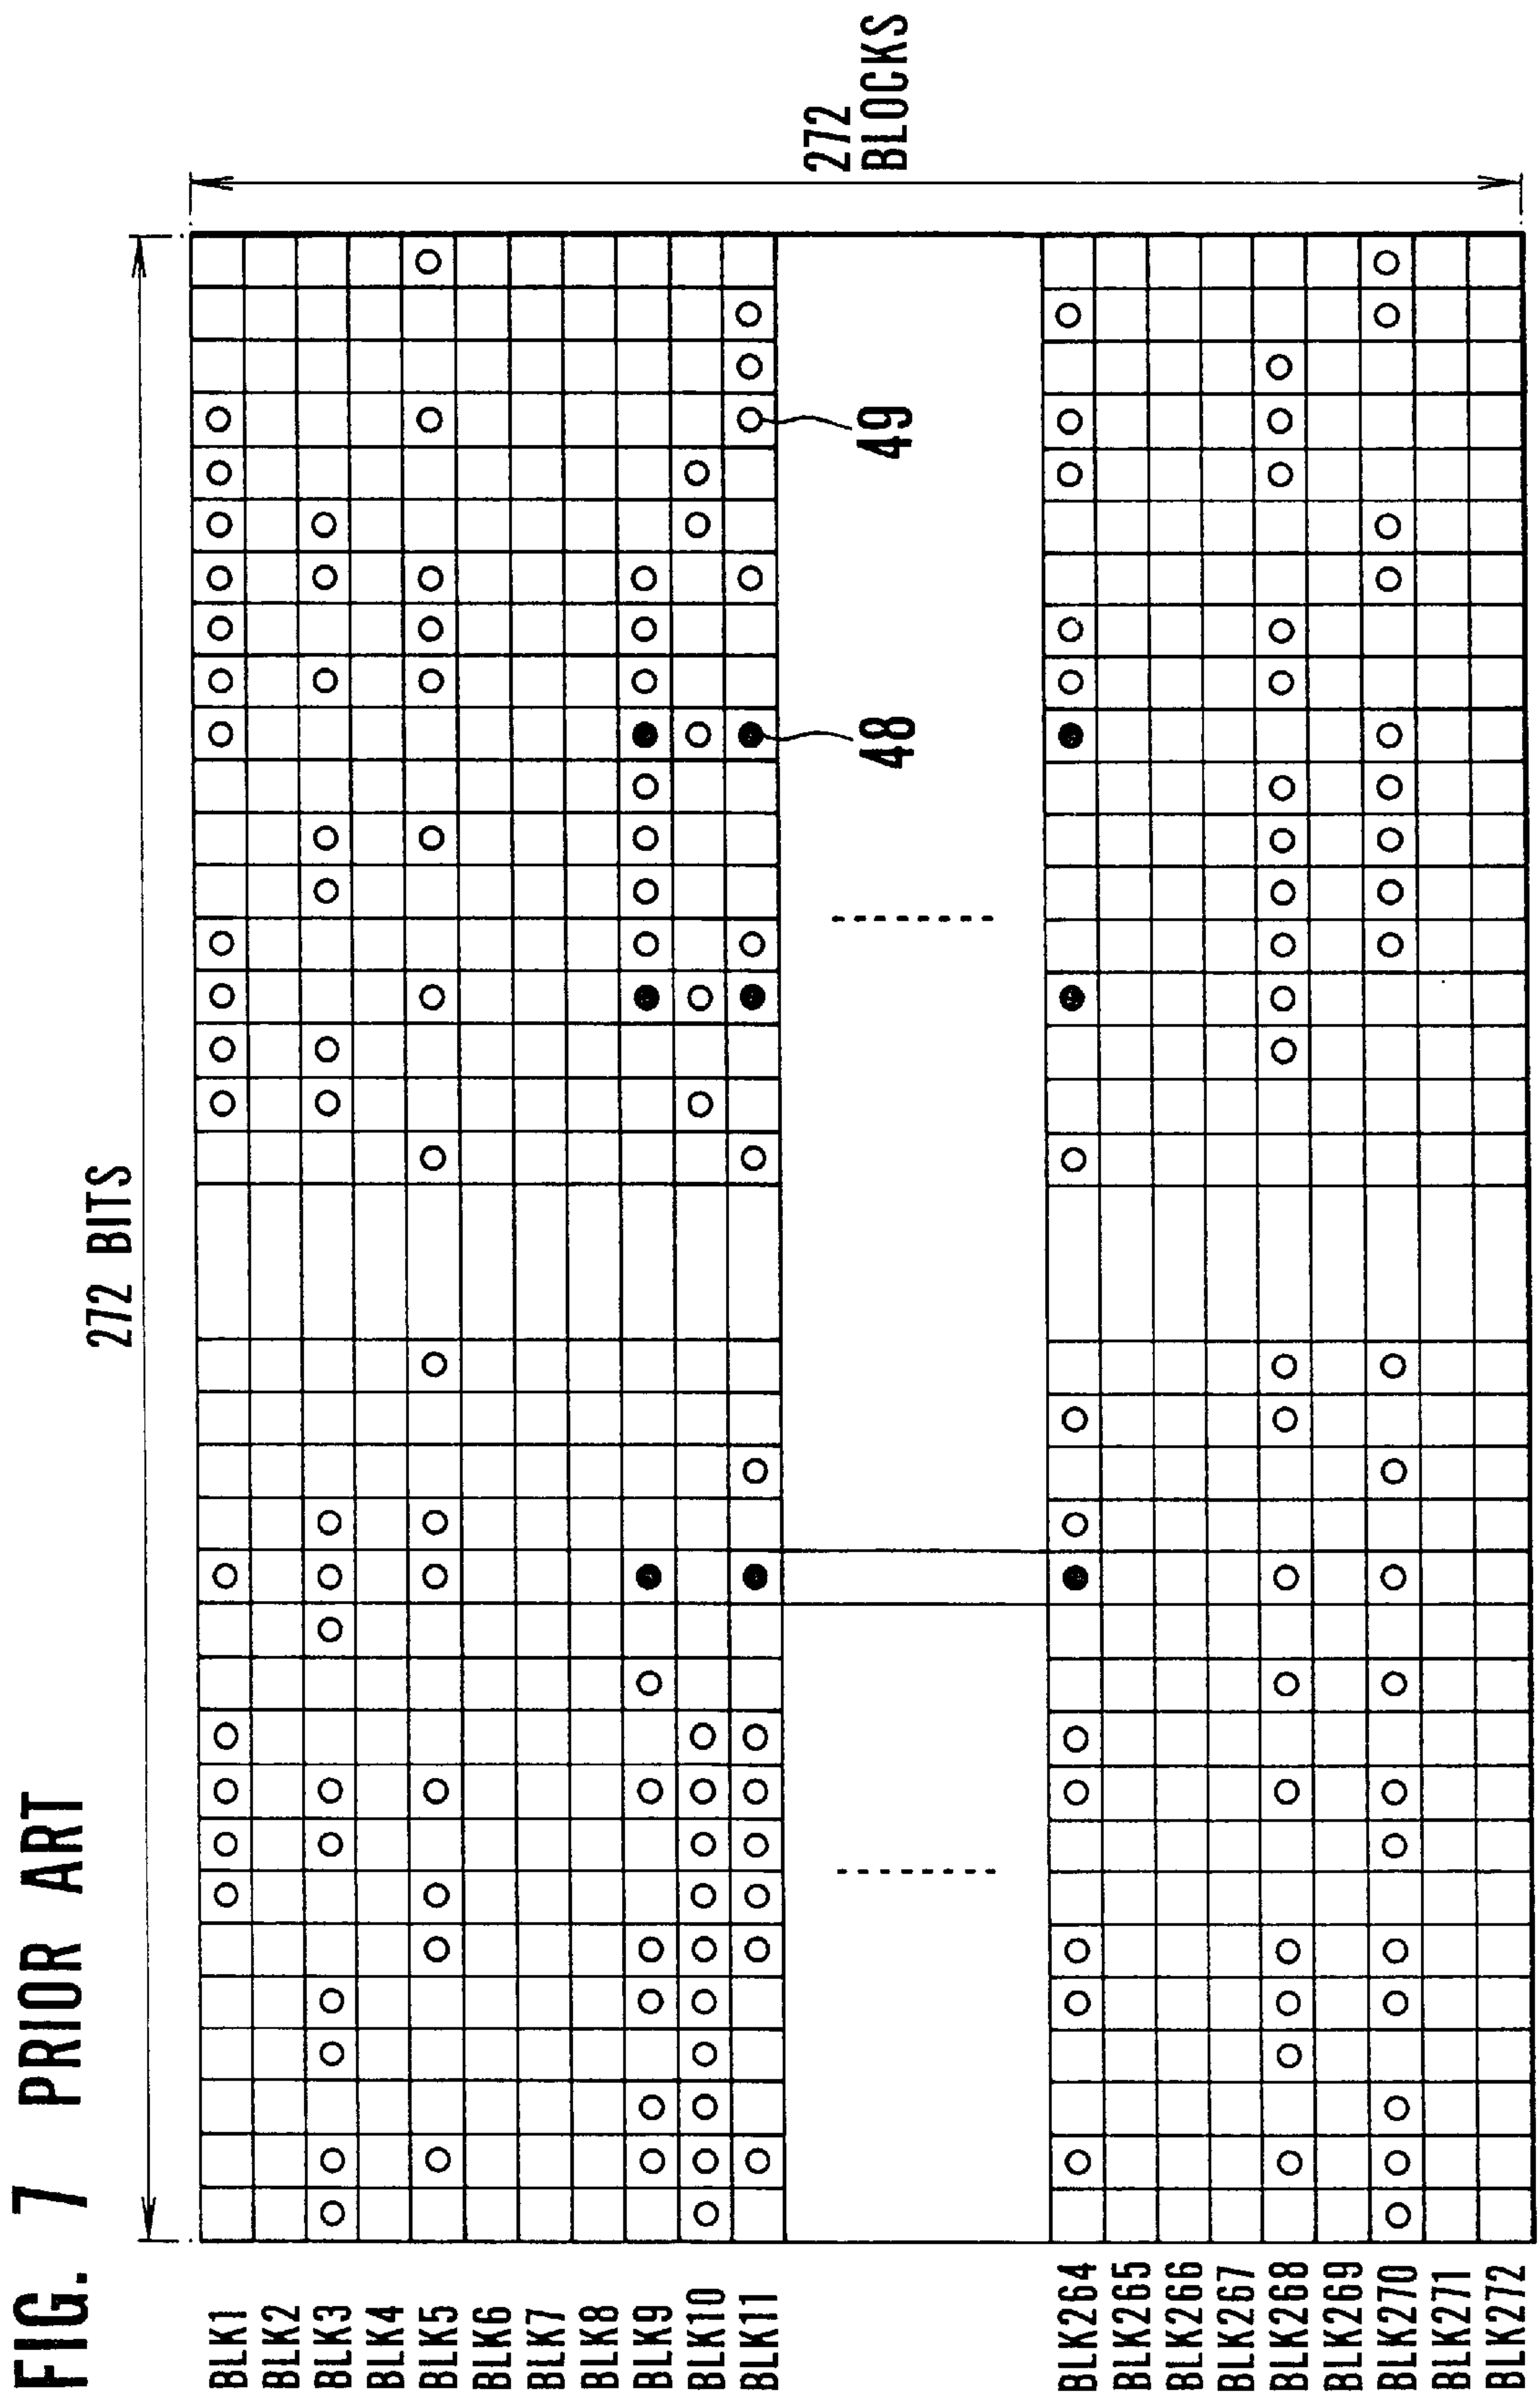 FIG. 7 PRIOR ART
272 BITS
272
BLOCKS
BLK1
BLK2
BLK3
BLK4
BLK5
BLK6
BLK7
BLK8
BLK9
BLK10
BLK11
48
49
BLK264
BLK265
BLK266
BLK267
BLK268
BLK269
BLK270
BLK271
BLK272